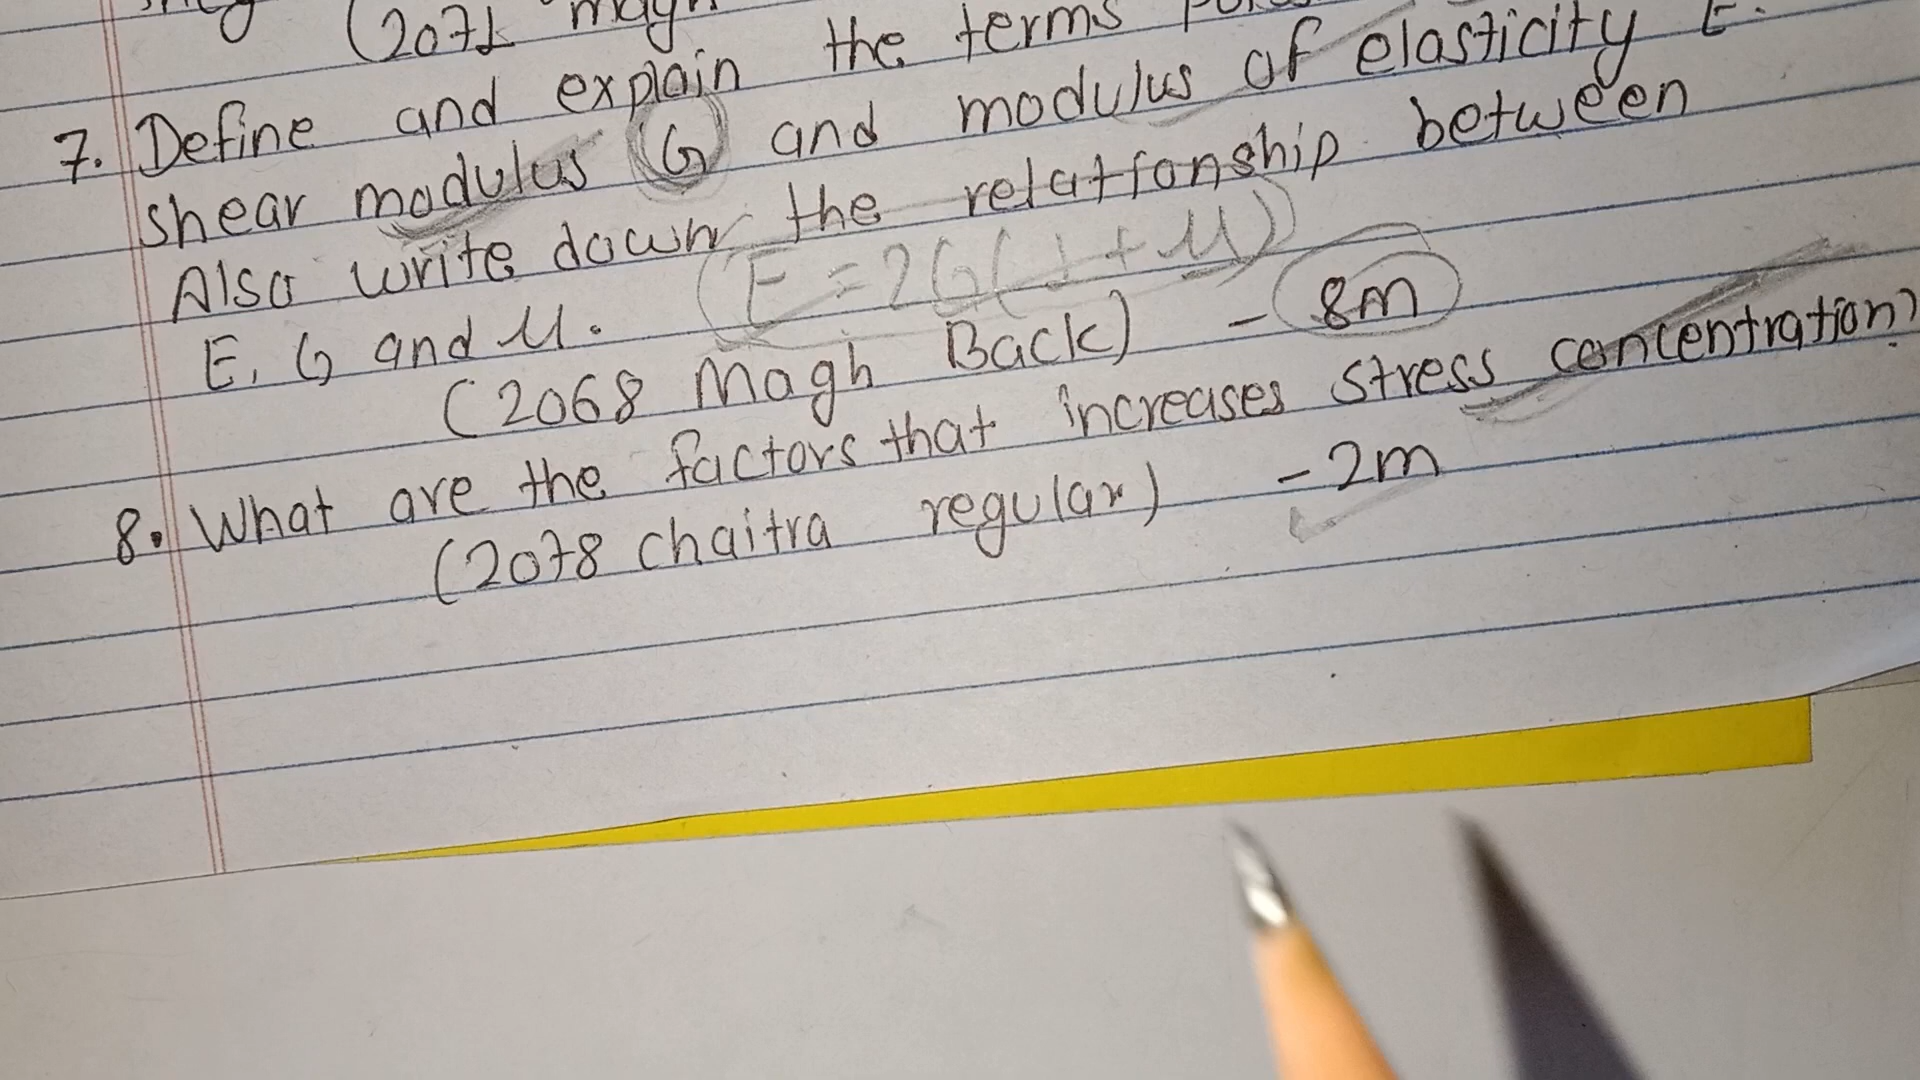 (2071 magh
7. Define and explain the terms
shear modulus G and modulus of elasticity E.
Also write down the relationship between
(E = 2G(1 + μ))
E, G and μ.
(2068 Magh Back) - 8m
8. What are the factors that increases stress concentration?
(2078 chaitra regular) - 2m